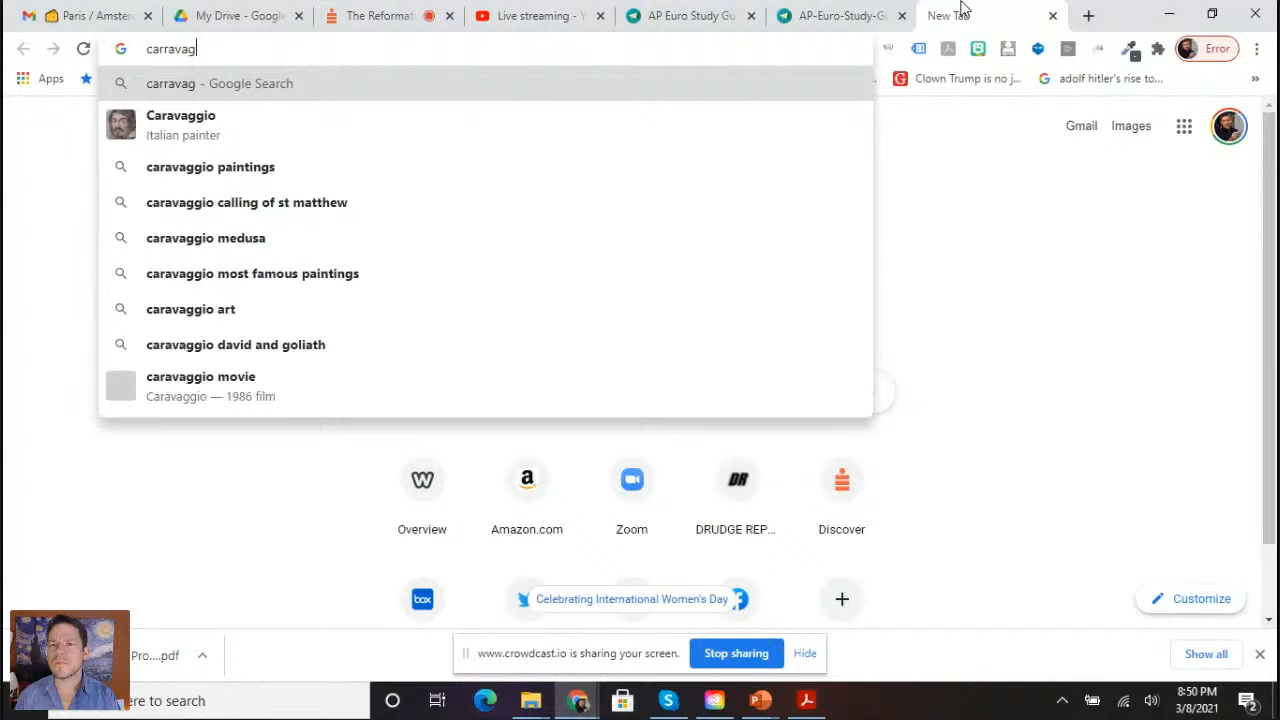 Paris / Amster
My Drive - Google
The Reformat
Live streaming - Y
AP Euro Study Gu
AP-Euro-Study-Gu
New Tab
carravag
Error
Apps
Clown Trump is no j...
adolf hitler's rise to...
»
carravag - Google Search
Caravaggio
Italian painter
Gmail
Images
caravaggio paintings
caravaggio calling of st matthew
caravaggio medusa
caravaggio most famous paintings
caravaggio art
caravaggio david and goliath
caravaggio movie
Caravaggio — 1986 film
Overview
Amazon.com
Zoom
DRUDGE REP...
Discover
box
Celebrating International Women's Day
Customize
Pro....pdf
www.crowdcast.io is sharing your screen.
Stop sharing
Hide
Show all
ere to search
8:50 PM
3/8/2021
2